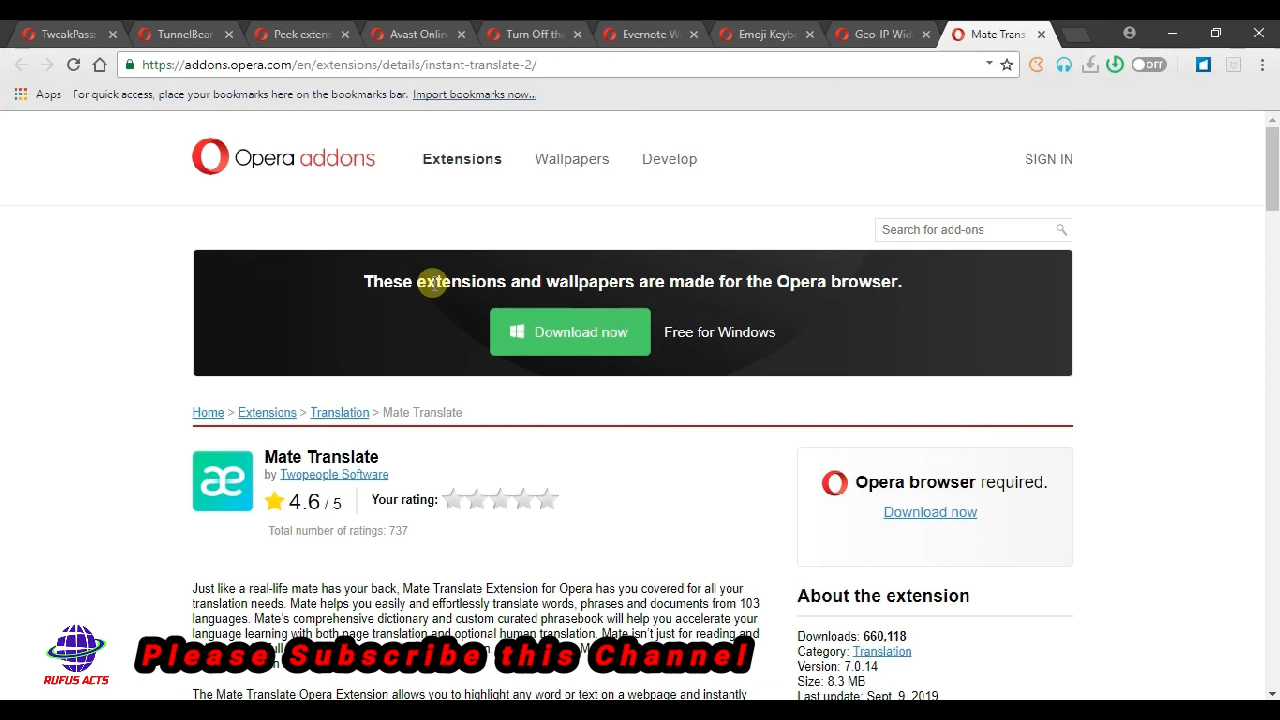 TweakPass
TunnelBear
Peek extens
Avast Onlin
Turn Off the
Evernote W
Emoji Keybo
Geo-IP Wid
Mate Trans
https://addons.opera.com/en/extensions/details/instant-translate-2/
OFF
Apps For quick access, place your bookmarks here on the bookmarks bar. Import bookmarks now...
Opera addons
Extensions
Wallpapers
Develop
SIGN IN
Search for add-ons
These extensions and wallpapers are made for the Opera browser.
Download now
Free for Windows
Home > Extensions > Translation > Mate Translate
Mate Translate
by Twopeople Software
4.6 / 5
Your rating:
Total number of ratings: 737
Just like a real-life mate has your back, Mate Translate Extension for Opera has you covered for all your
translation needs. Mate helps you easily and effortlessly translate words, phrases and documents from 103
languages. Mate's comprehensive dictionary and custom curated phrasebook will help you accelerate your
language learning with both page translation and optional human translation. Mate isn't just for reading and
The Mate Translate Opera Extension allows you to highlight any word or text on a webpage and instantly
Opera browser required.
Download now
About the extension
Downloads: 660,118
Category: Translation
Version: 7.0.14
Size: 8.3 MB
Last update: Sept. 9, 2019
RUFUS ACTS
Please Subscribe this Channel